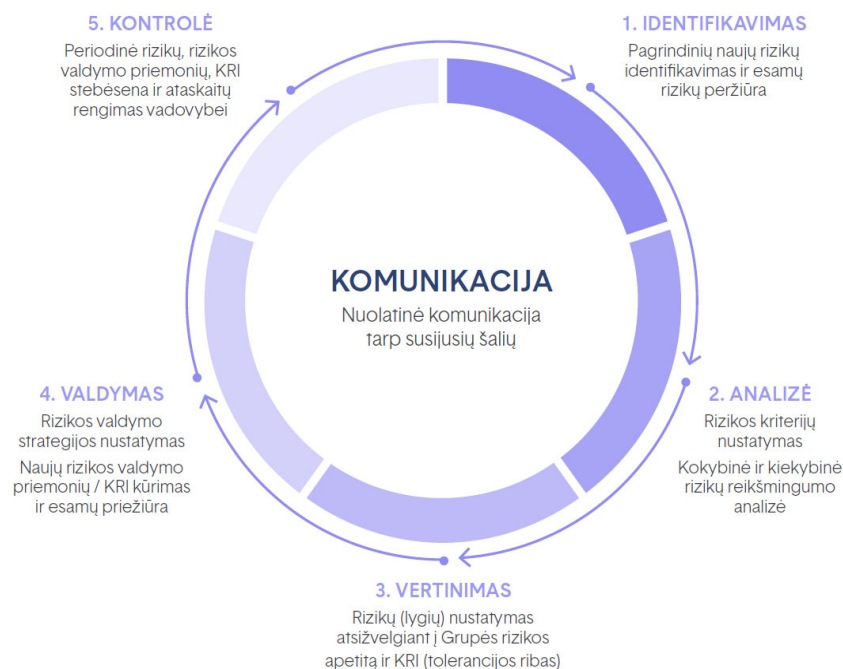 5. KONTROLĖ
Periodinė rizikų, rizikos
valdymo priemonių, KRI
stebėsena ir ataskaitų
rengimas vadovybei
1. IDENTIFIKAVIMAS
Pagrindinių naujų rizikų
identifikavimas ir esamų
rizikų peržiūra
KOMUNIKACIJA
Nuolatinė komunikacija
tarp susijusių šalių
4. VALDYMAS
Rizikos valdymo
strategijos nustatymas
Naujų rizikos valdymo
priemonių / KRI kūrimas
ir esamų priežiūra
2. ANALIZĖ
Rizikos kriterijų
nustatymas
Kokybinė ir kiekybinė
rizikų reikšmingumo
analizė
3. VERTINIMAS
Rizikų (lygių) nustatymas
atsižvelgiant į Grupės rizikos
apetitą ir KRI (tolerancijos ribas)